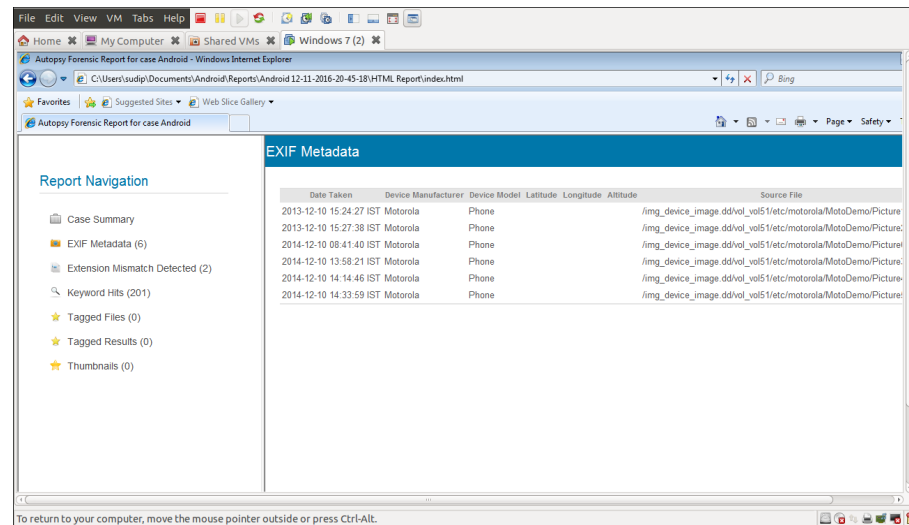 File Edit View VM Tabs Help
Home My Computer Shared VMs Windows 7 (2)
Autopsy Forensic Report for case Android - Windows Internet Explorer
C:\Users\sudip\Documents\Android\Reports\Android 12-11-2016-20-45-18\HTML Report\index.html Bing
Favorites Suggested Sites Web Slice Gallery
Autopsy Forensic Report for case Android Page Safety
EXIF Metadata
Report Navigation
Case Summary
EXIF Metadata (6)
Extension Mismatch Detected (2)
Keyword Hits (201)
Tagged Files (0)
Tagged Results (0)
Thumbnails (0)
Date Taken Device Manufacturer Device Model Latitude Longitude Altitude Source File
2013-12-10 15:24:27 IST Motorola Phone /img_device_image.dd/vol_vol51/etc/motorola/MotoDemo/Picture
2013-12-10 15:27:38 IST Motorola Phone /img_device_image.dd/vol_vol51/etc/motorola/MotoDemo/Picture
2014-12-10 08:41:40 IST Motorola Phone /img_device_image.dd/vol_vol51/etc/motorola/MotoDemo/Picture
2014-12-10 13:58:21 IST Motorola Phone /img_device_image.dd/vol_vol51/etc/motorola/MotoDemo/Picture
2014-12-10 14:14:46 IST Motorola Phone /img_device_image.dd/vol_vol51/etc/motorola/MotoDemo/Picture
2014-12-10 14:33:59 IST Motorola Phone /img_device_image.dd/vol_vol51/etc/motorola/MotoDemo/Picture
To return to your computer, move the mouse pointer outside or press Ctrl-Alt.